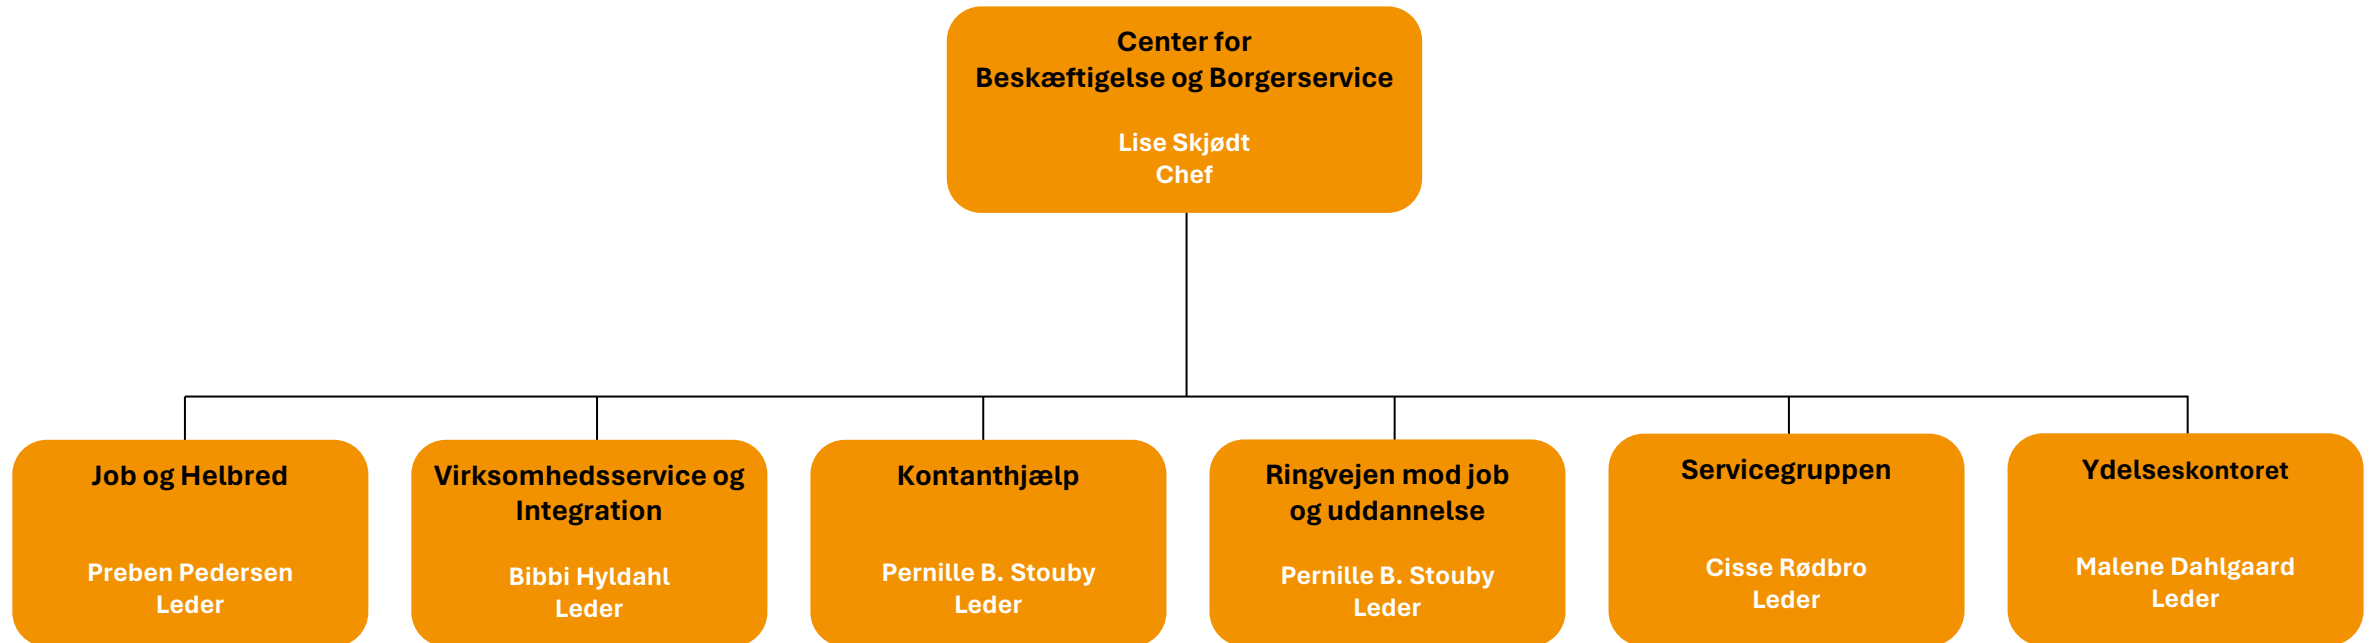 Center for
Beskæftigelse og Borgerservice
Lise Skjødt
Chef
Job og Helbred
Preben Pedersen
Leder
Virksomhedsservice og
Integration
Bibbi Hyldahl
Leder
Kontanthjælp
Pernille B. Stouby
Leder
Ringvejen mod job
og uddannelse
Pernille B. Stouby
Leder
Servicegruppen
Cisse Rødbro
Leder
Ydelseskontoret
Malene Dahlgaard
Leder